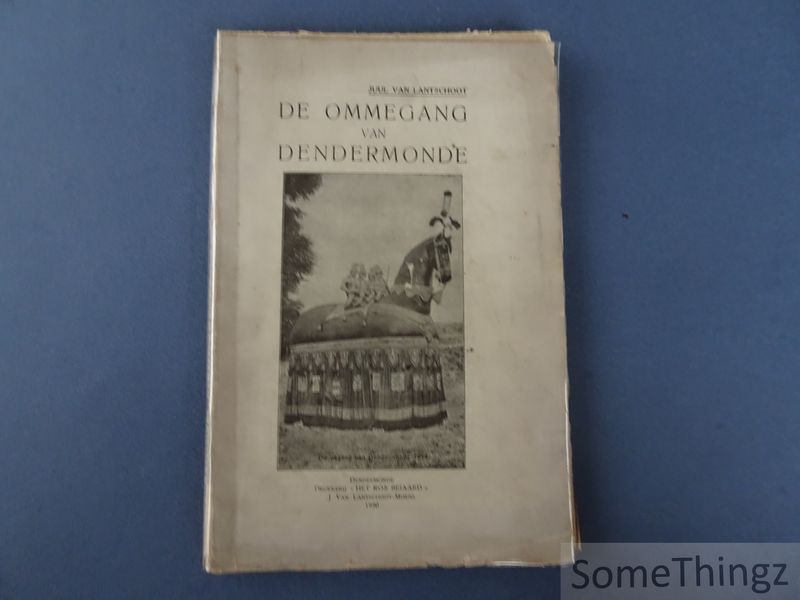 JUUL. VAN LANTSCHOOT
DE OMMEGANG
VAN
DENDERMONDE
DENDERMONDE
DRUKKERIJ « HET ROS BEIAARD »
J. VAN LANTSCHOOT-MOENS
1930
SomeThingz